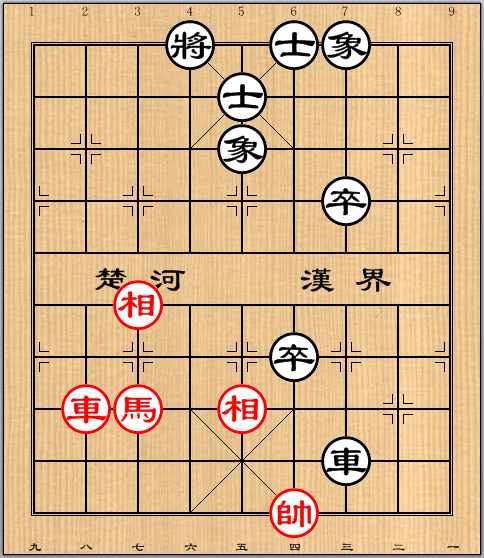 1 2 3 4 5 6 7 8 9
將 士 象
士
象
卒
楚 河 漢 界
相
卒
車 馬 相
車
帥
九 八 七 六 五 四 三 二 一